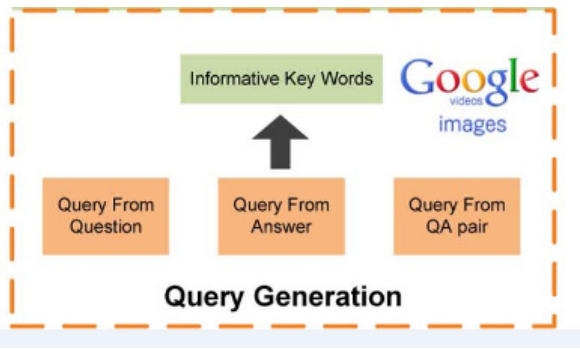 Informative Key Words
Google
videos
images
Query From
Question
Query From
Answer
Query From
QA pair
Query Generation